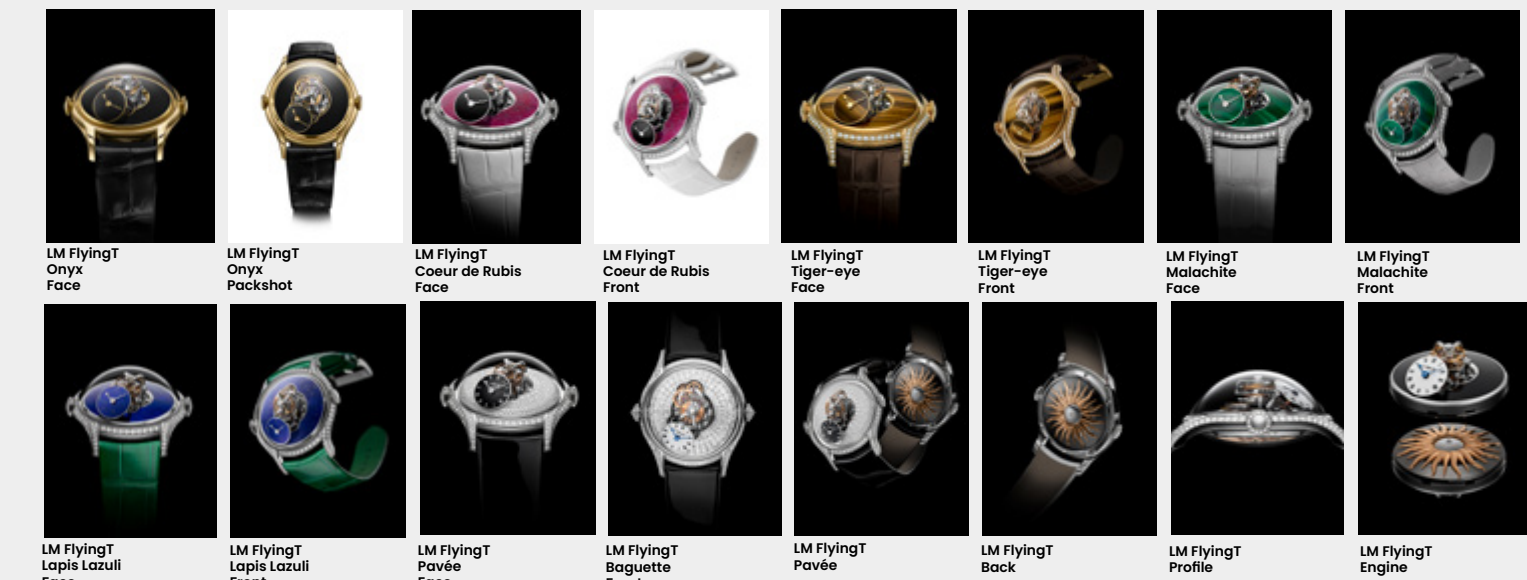 LM FlyingT
Onyx
Face
LM FlyingT
Onyx
Packshot
LM FlyingT
Coeur de Rubis
Face
LM FlyingT
Coeur de Rubis
Front
LM FlyingT
Tiger-eye
Face
LM FlyingT
Tiger-eye
Front
LM FlyingT
Malachite
Face
LM FlyingT
Malachite
Front
LM FlyingT
Lapis Lazuli
Face
LM FlyingT
Lapis Lazuli
Front
LM FlyingT
Pavée
Face
LM FlyingT
Baguette
LM FlyingT
Pavée
LM FlyingT
Back
LM FlyingT
Profile
LM FlyingT
Engine